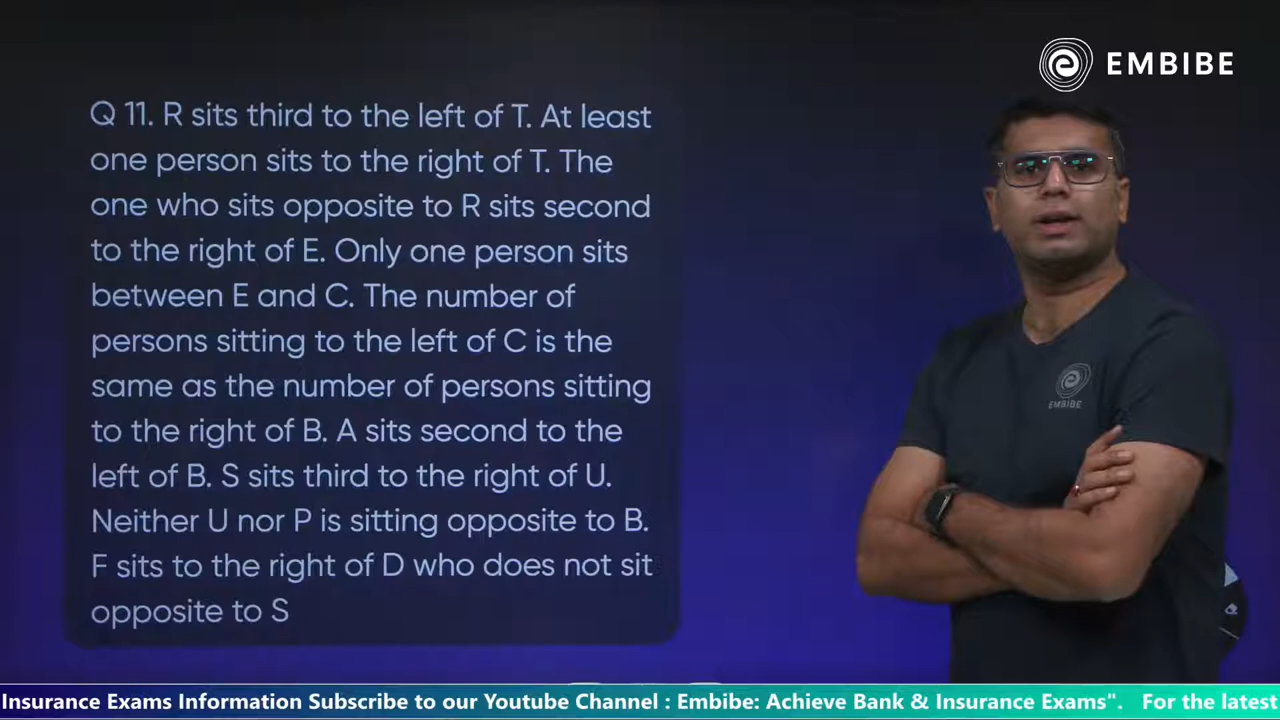 EMBIBE
Q 11. R sits third to the left of T. At least
one person sits to the right of T. The
one who sits opposite to R sits second
to the right of E. Only one person sits
between E and C. The number of
persons sitting to the left of C is the
same as the number of persons sitting
to the right of B. A sits second to the
left of B. S sits third to the right of U.
Neither U nor P is sitting opposite to B.
F sits to the right of D who does not sit
opposite to S
EMBIBE
Insurance Exams Information Subscribe to our Youtube Channel : Embibe: Achieve Bank & Insurance Exams". For the latest